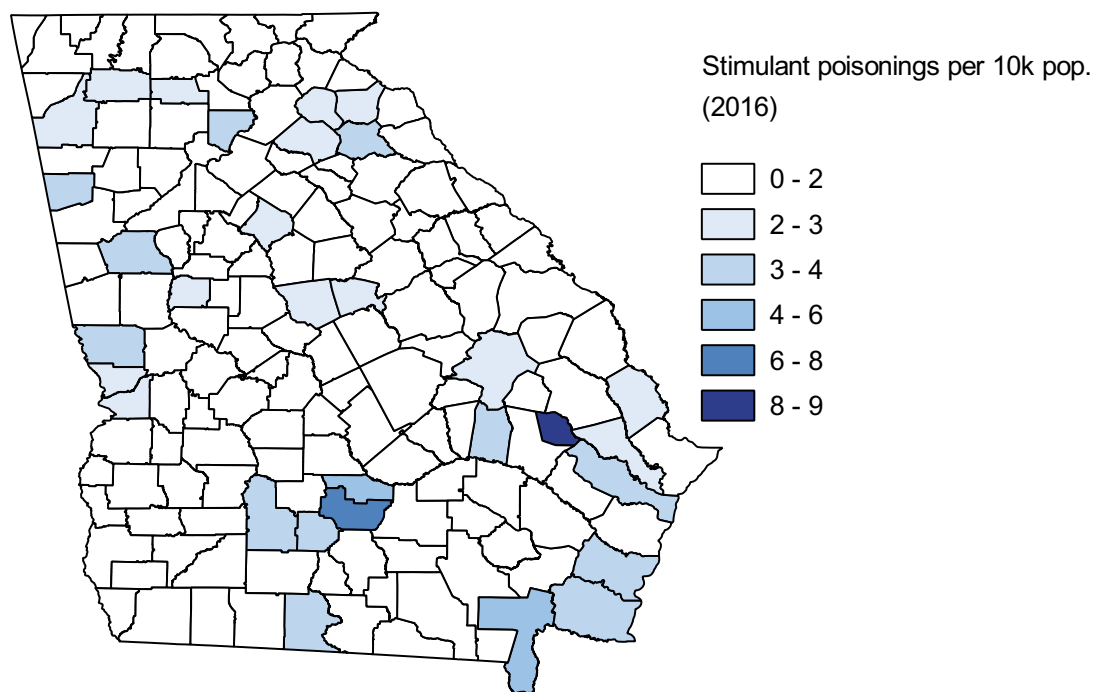 Stimulant poisonings per 10k pop.
(2016)
0 - 2
2 - 3
3 - 4
4 - 6
6 - 8
8 - 9